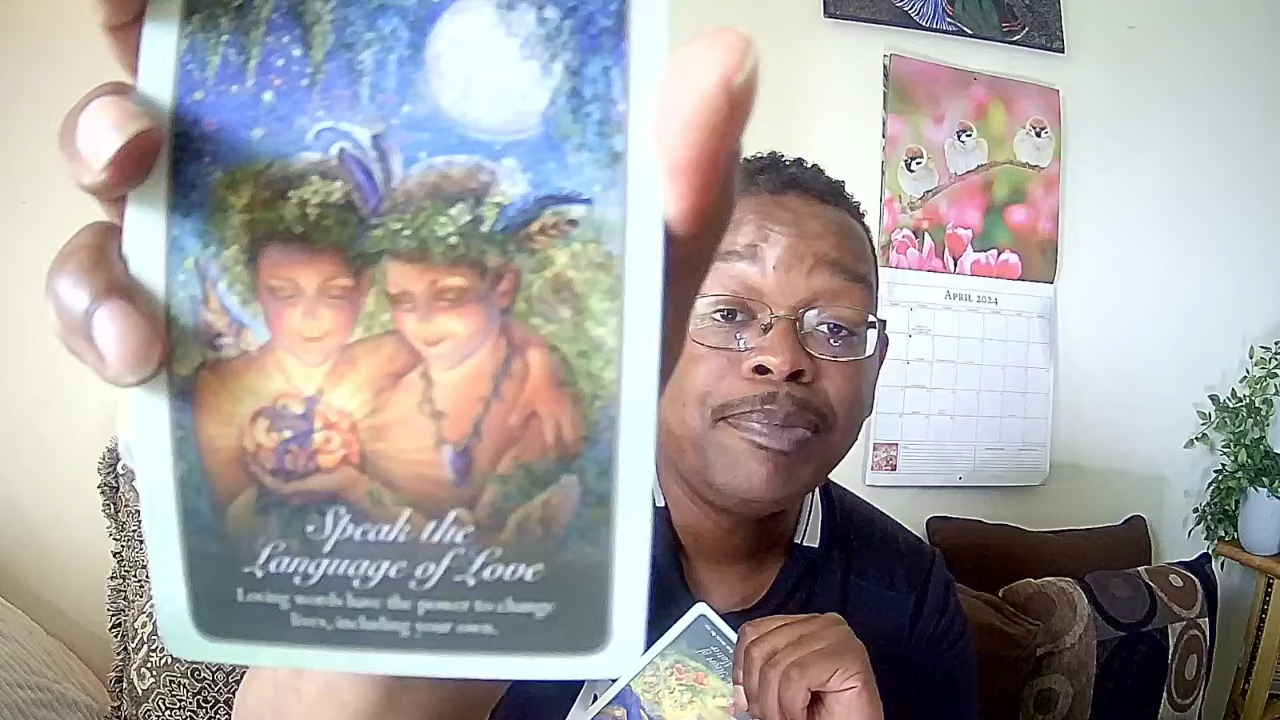 Speak the
Language of Love
Loving words have the power to change
lives, including your own.
APRIL 2024